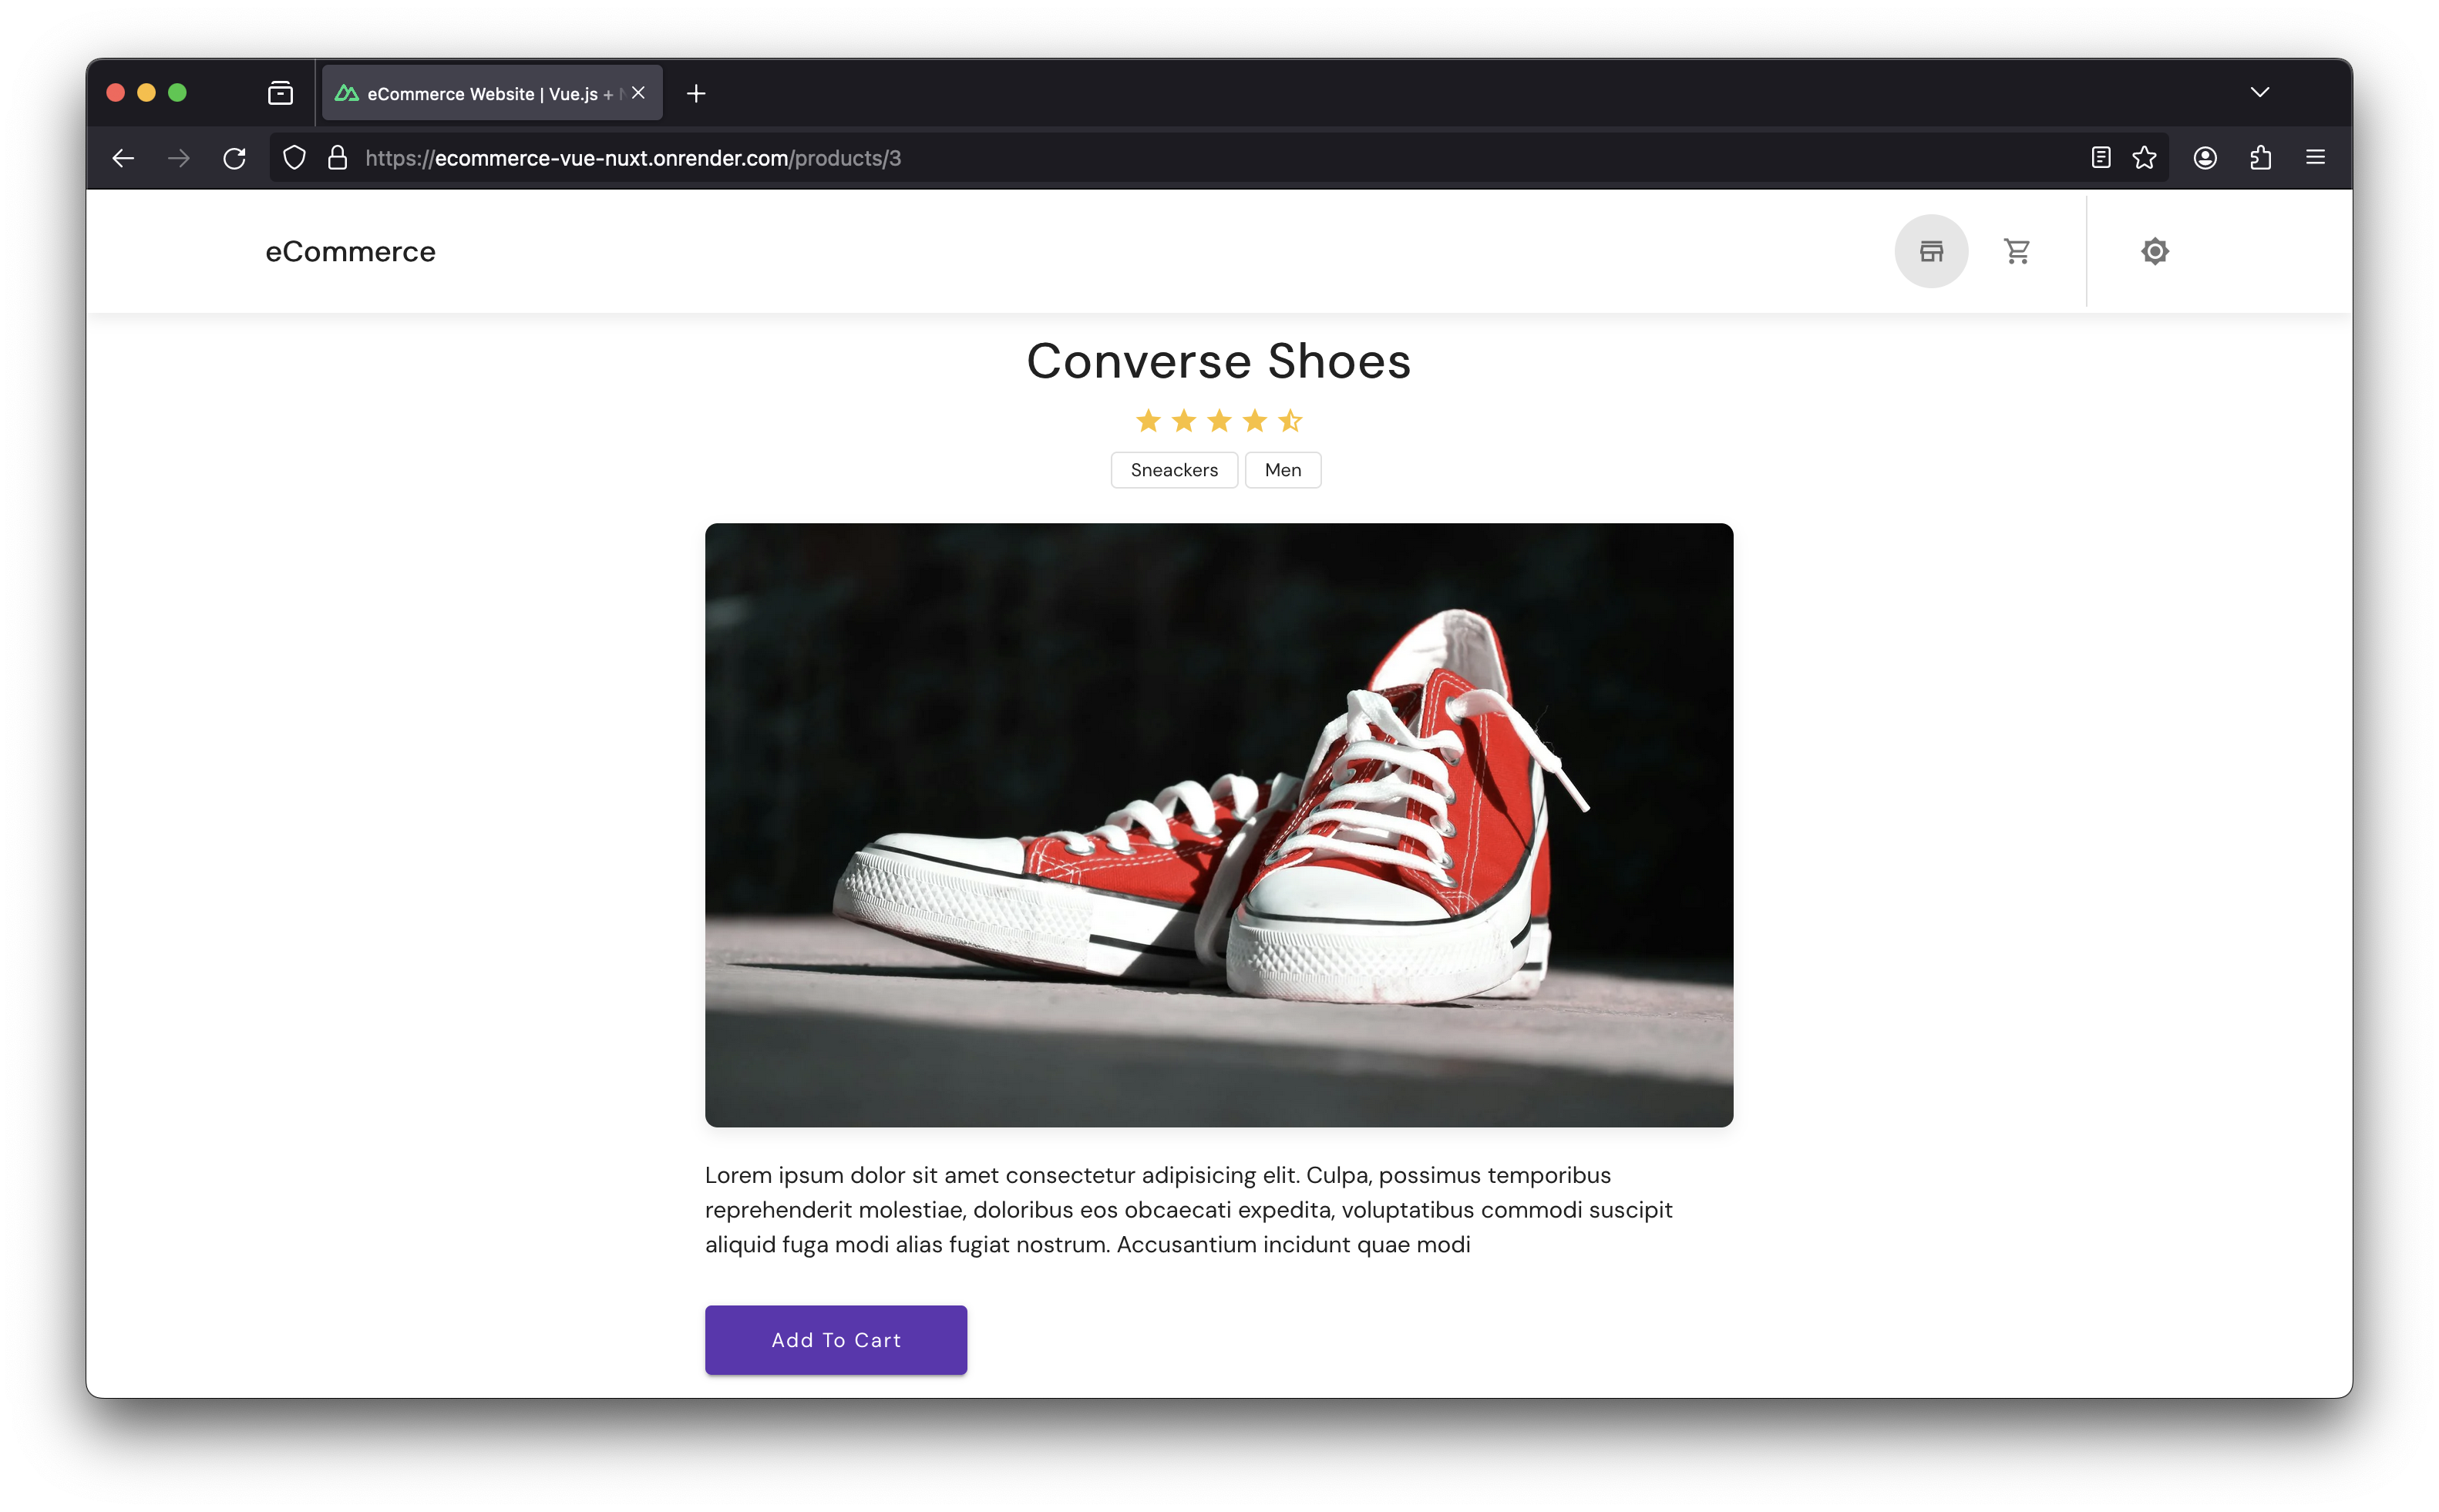 eCommerce Website | Vue.js +
https://ecommerce-vue-nuxt.onrender.com/products/3
eCommerce
Converse Shoes
Sneackers Men
Lorem ipsum dolor sit amet consectetur adipisicing elit. Culpa, possimus temporibus
reprehenderit molestiae, doloribus eos obcaecati expedita, voluptatibus commodi suscipit
aliquid fuga modi alias fugiat nostrum. Accusantium incidunt quae modi
Add To Cart